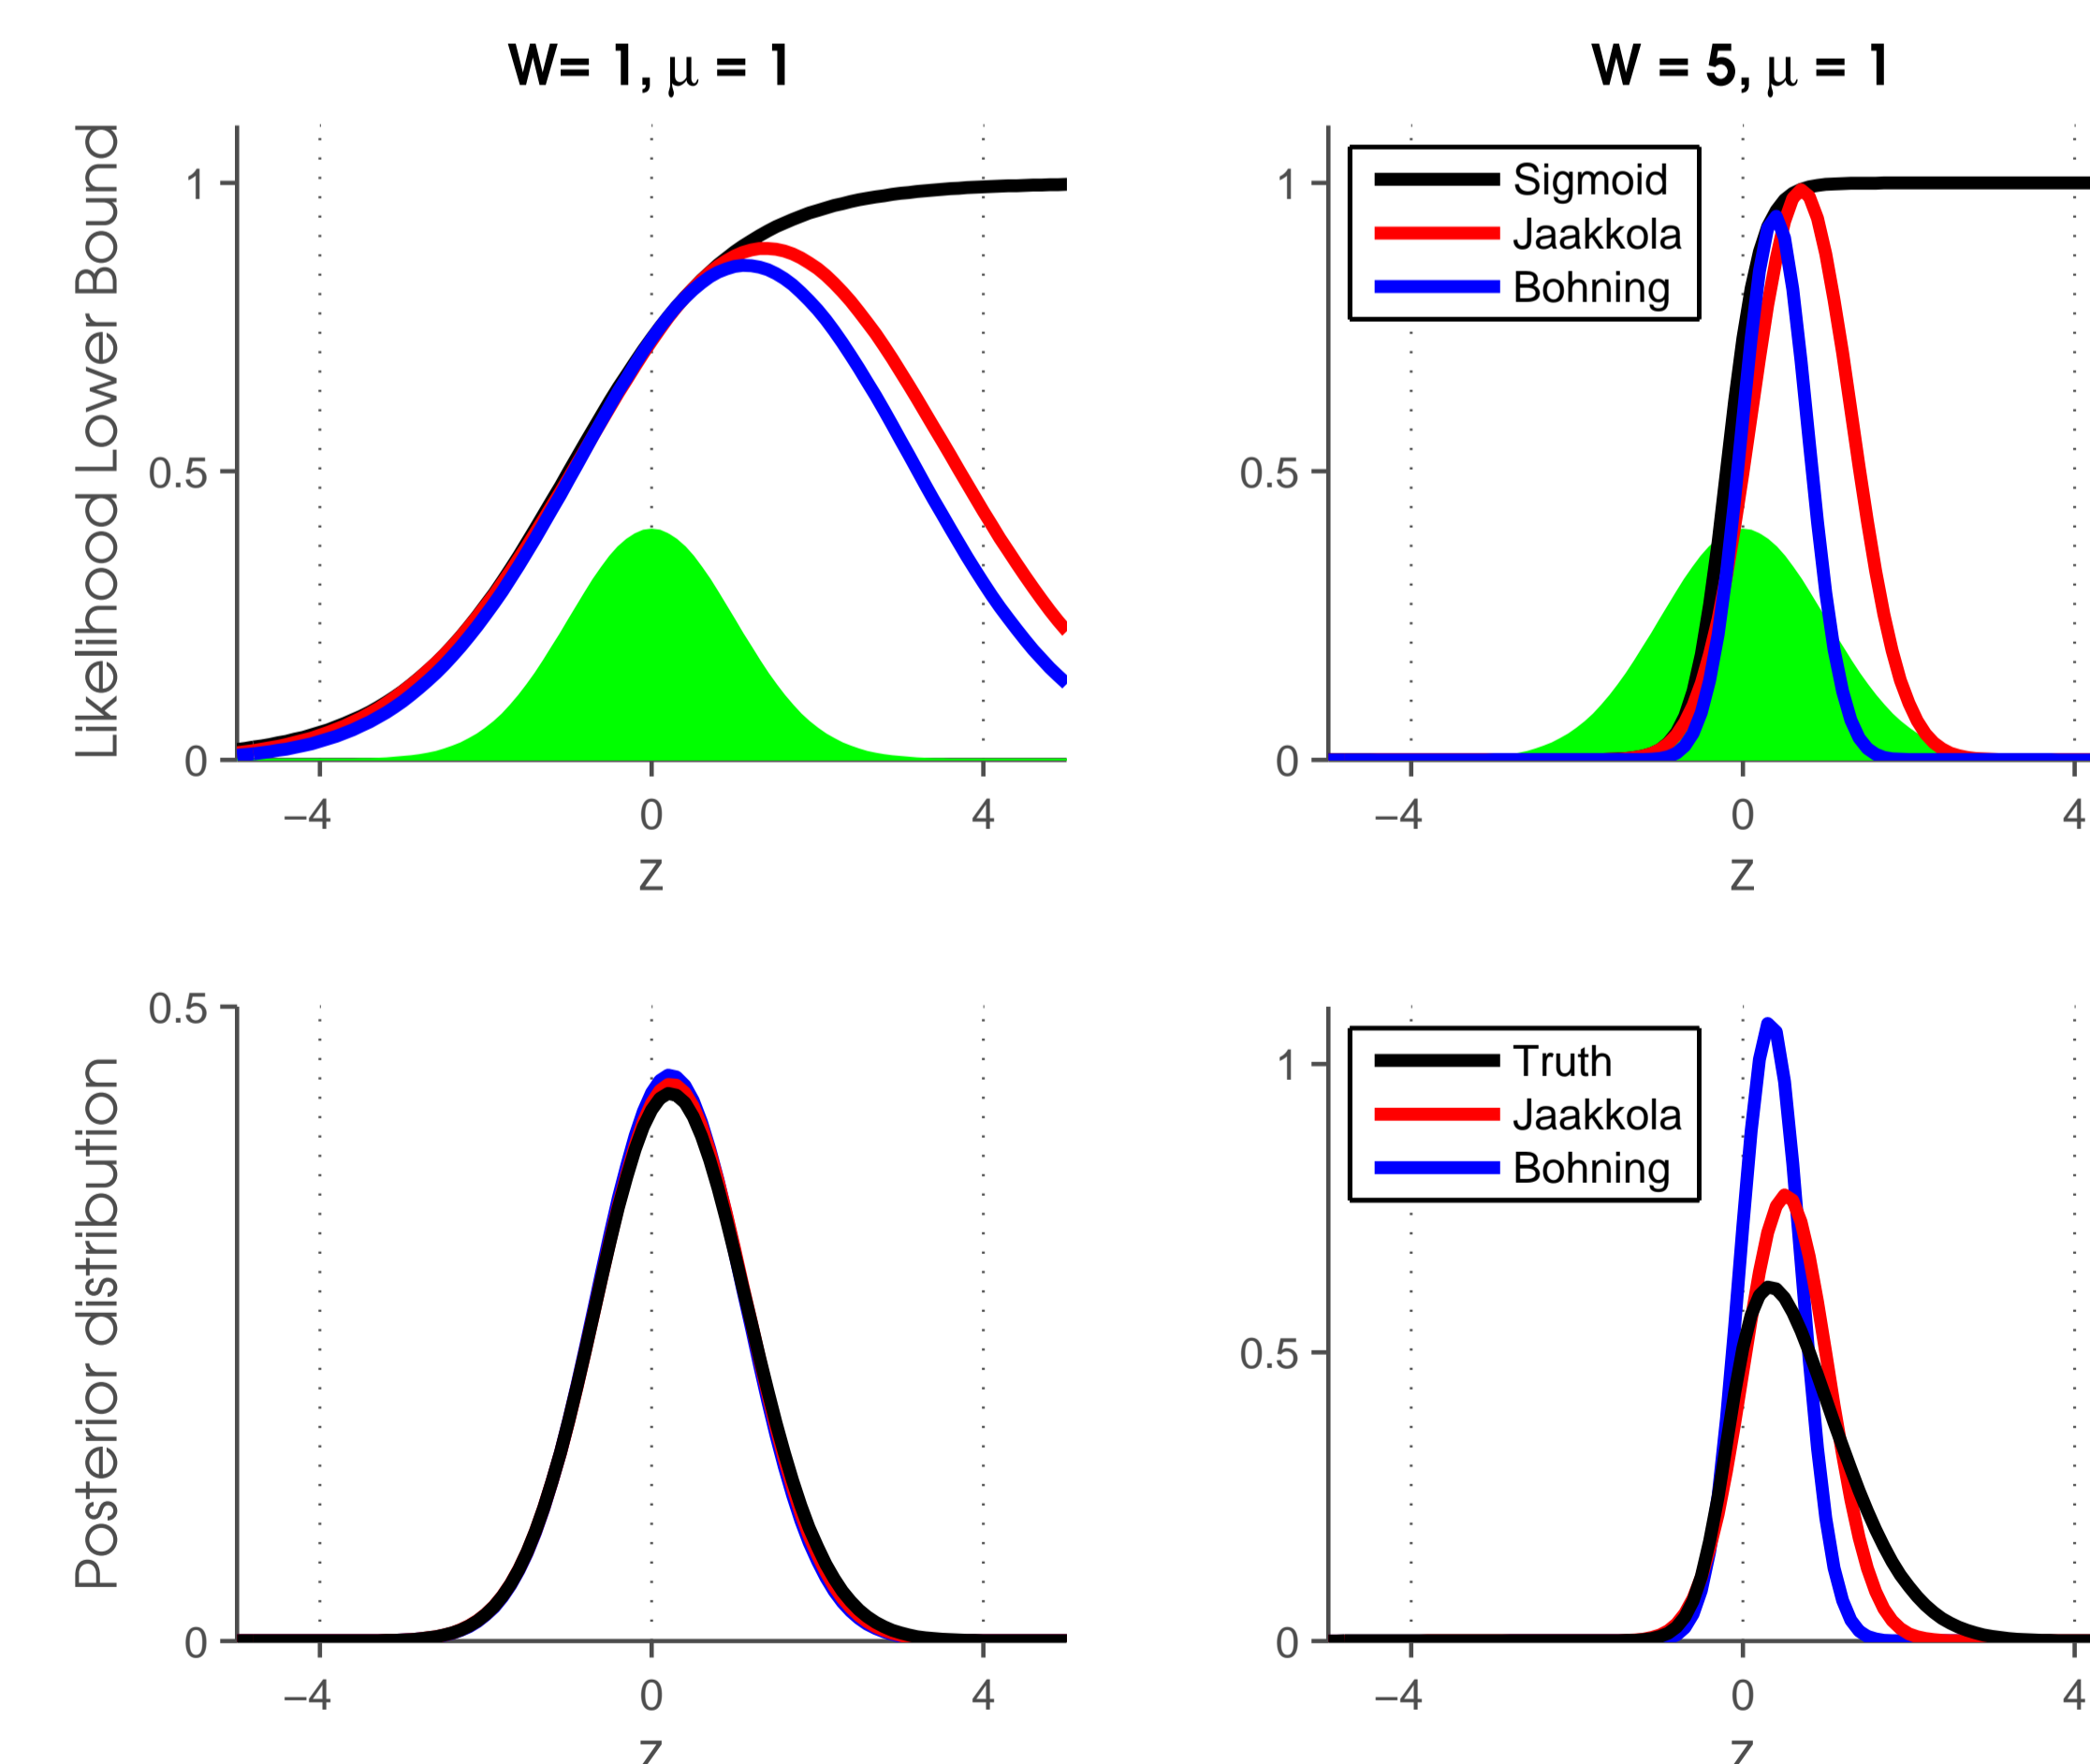 W= 1, μ = 1
Likelihood Lower Bound
1
0.5
0
−4 0 4
z
W = 5, μ = 1
Sigmoid
Jaakkola
Bohning
1
0.5
0
−4 0 4
z
Posterior distribution
0.5
0
−4 0 4
z
Truth
Jaakkola
Bohning
1
0.5
0
−4 0 4
z